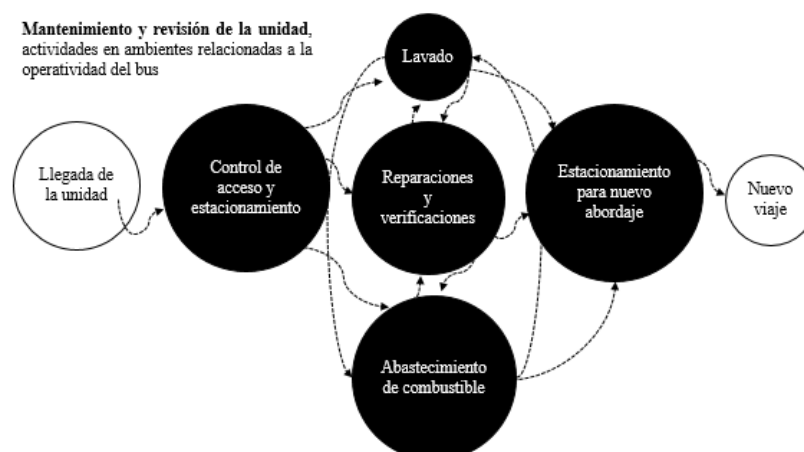 Mantenimiento y revisión de la unidad,
actividades en ambientes relacionadas a la
operatividad del bus
Lavado
Llegada de
la unidad
Control de
acceso y
estacionamiento
Reparaciones
y
verificaciones
Estacionamiento
para nuevo
abordaje
Nuevo
viaje
Abastecimiento
de combustible